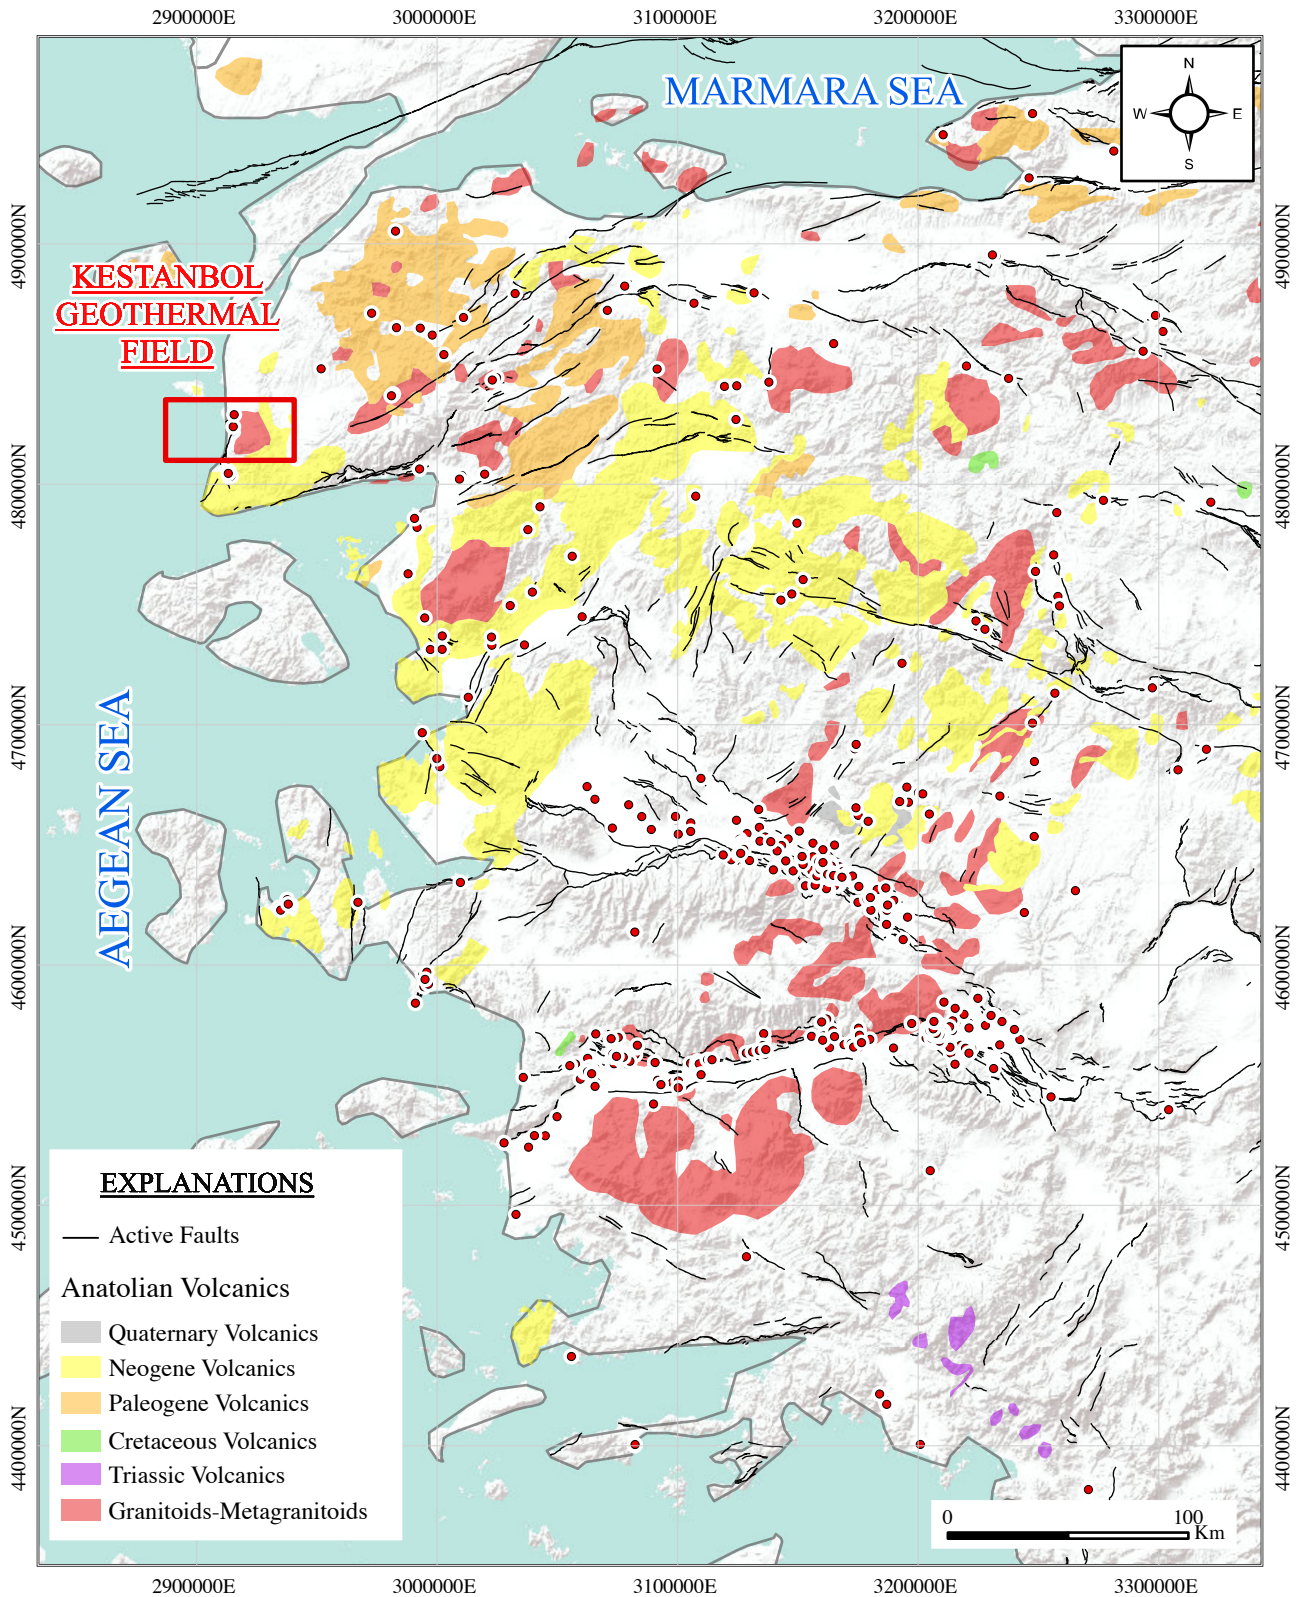 2900000E 3000000E 3100000E 3200000E 3300000E
MARMARA SEA
N
W E
S
4900000N 4900000N
KESTANBOL
GEOTHERMAL
FIELD
4800000N 4800000N
4700000N 4700000N
AEGEAN SEA
4600000N 4600000N
4500000N 4500000N
4400000N 4400000N
EXPLANATIONS
Active Faults
Anatolian Volcanics
Quaternary Volcanics
Neogene Volcanics
Paleogene Volcanics
Cretaceous Volcanics
Triassic Volcanics
Granitoids-Metagranitoids
0 100
Km
2900000E 3000000E 3100000E 3200000E 3300000E